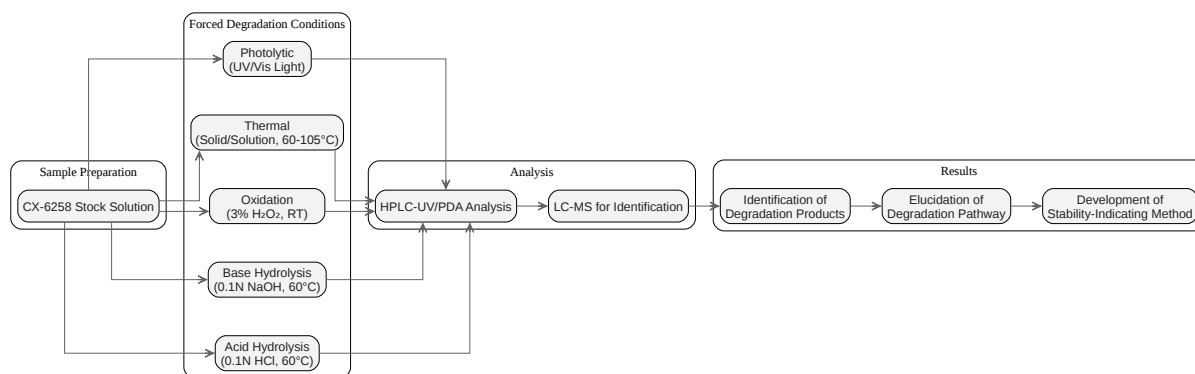 Forced Degradation Conditions
Photolytic
(UV/Vis Light)
Thermal
(Solid/Solution, 60-105°C)
Sample Preparation
CX-6258 Stock Solution
Oxidation
(3% H₂O₂, RT)
Base Hydrolysis
(0.1N NaOH, 60°C)
Acid Hydrolysis
(0.1N HCl, 60°C)
Analysis
HPLC-UV/PDA Analysis
LC-MS for Identification
Results
Identification of
Degradation Products
Elucidation of
Degradation Pathway
Development of
Stability-Indicating Method